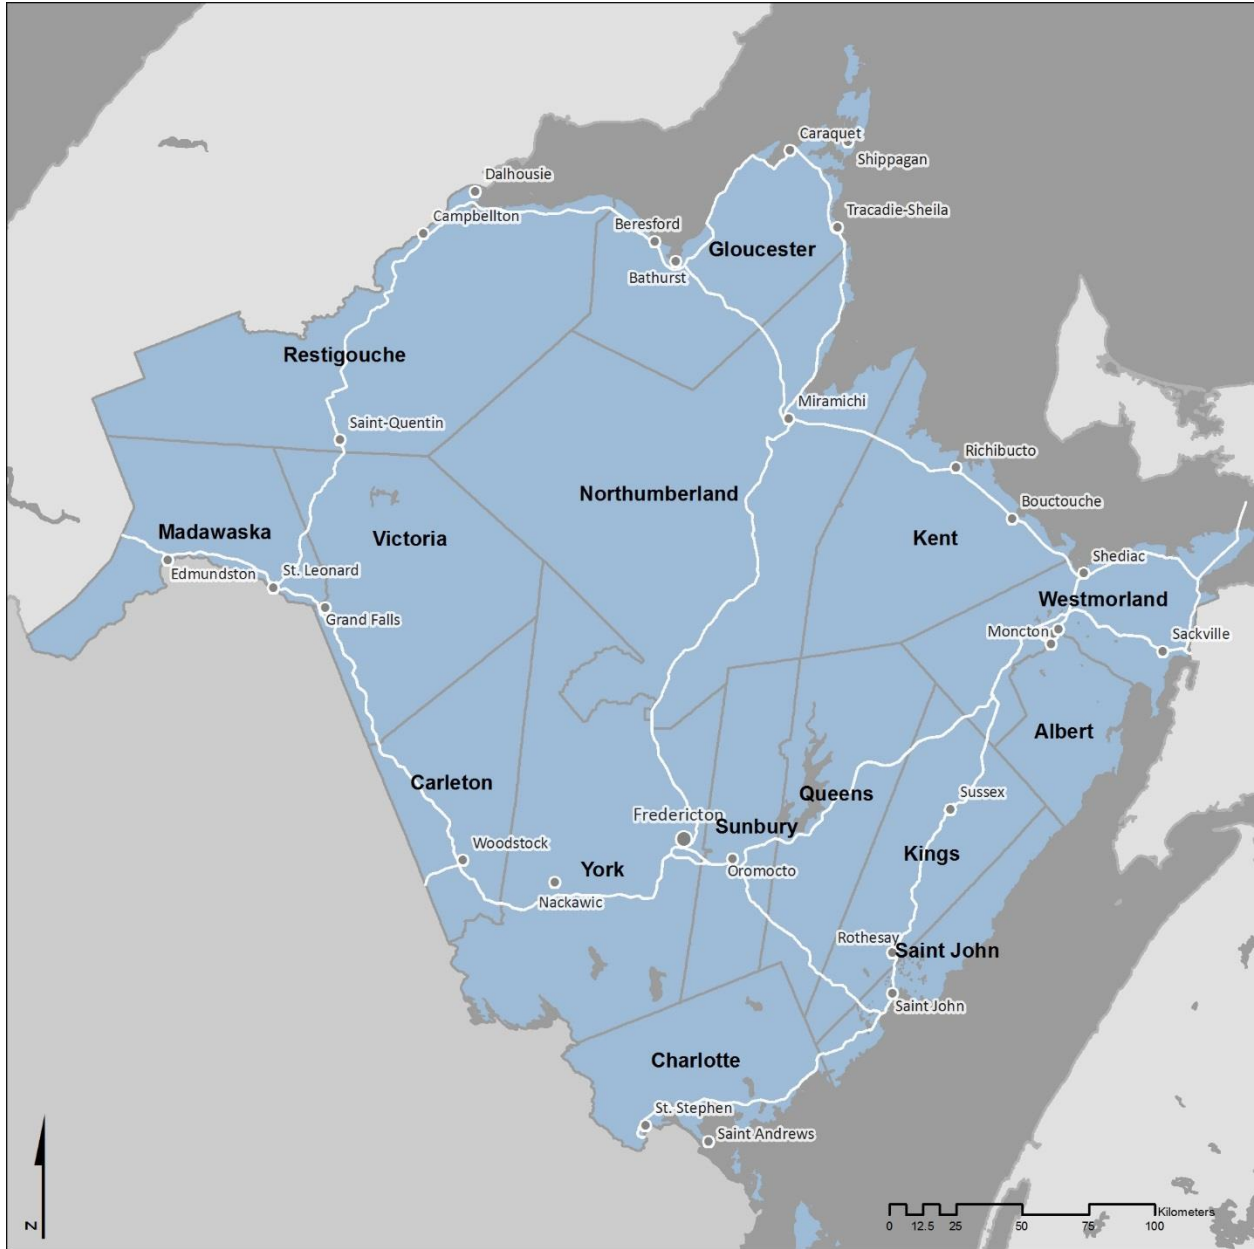 Caraquet
Shippagan
Dalhousie
Campbellton
Tracadie-Sheila
Beresford
Gloucester
Bathurst
Restigouche
Miramichi
Saint-Quentin
Richibucto
Northumberland
Bouctouche
Madawaska
Victoria
Kent
Shediac
Edmundston
St. Leonard
Westmorland
Grand Falls
Moncton
Sackville
Albert
Carleton
Queens
Sussex
Fredericton
Sunbury
Woodstock
Kings
York
Oromocto
Nackawic
Rothesay
Saint John
Saint John
Charlotte
St. Stephen
Saint Andrews
N
Kilometers
0 12.5 25 50 75 100